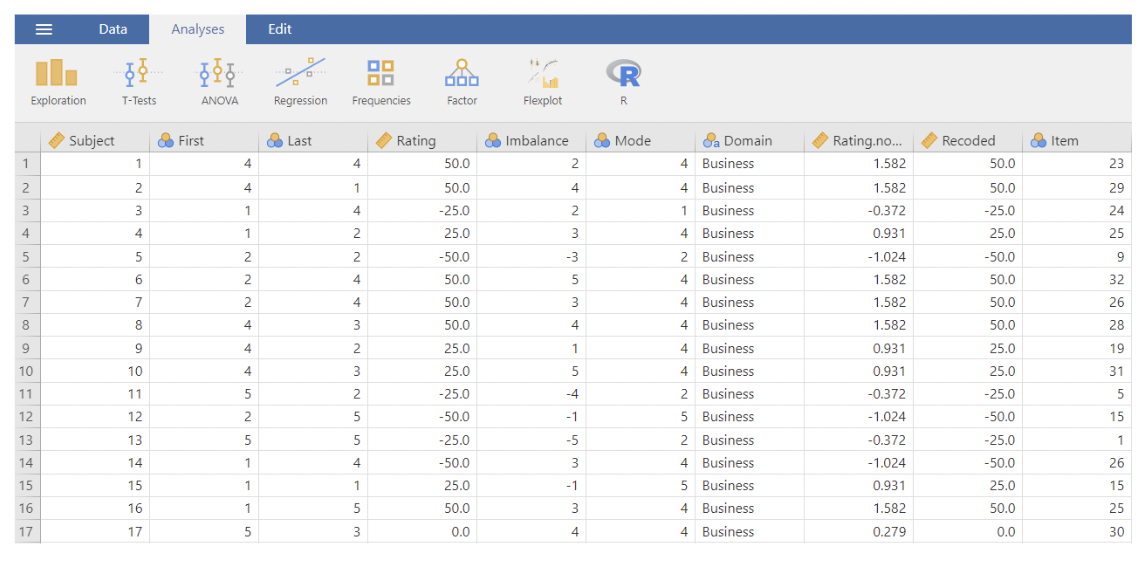 Data Analyses Edit
Exploration T-Tests ANOVA Regression Frequencies Factor Flexplot R
Subject First Last Rating Imbalance Mode Domain Rating.no... Recoded Item
1 1 4 4 50.0 2 4 Business 1.582 50.0 23
2 2 4 1 50.0 4 4 Business 1.582 50.0 29
3 3 1 4 -25.0 2 1 Business -0.372 -25.0 24
4 4 1 2 25.0 3 4 Business 0.931 25.0 25
5 5 2 2 -50.0 -3 2 Business -1.024 -50.0 9
6 6 2 4 50.0 5 4 Business 1.582 50.0 32
7 7 2 4 50.0 3 4 Business 1.582 50.0 26
8 8 4 3 50.0 4 4 Business 1.582 50.0 28
9 9 4 2 25.0 1 4 Business 0.931 25.0 19
10 10 4 3 25.0 5 4 Business 0.931 25.0 31
11 11 5 2 -25.0 -4 2 Business -0.372 -25.0 5
12 12 2 5 -50.0 -1 5 Business -1.024 -50.0 15
13 13 5 5 -25.0 -5 2 Business -0.372 -25.0 1
14 14 1 4 -50.0 3 4 Business -1.024 -50.0 26
15 15 1 1 25.0 -1 5 Business 0.931 25.0 15
16 16 1 5 50.0 3 4 Business 1.582 50.0 25
17 17 5 3 0.0 4 4 Business 0.279 0.0 30